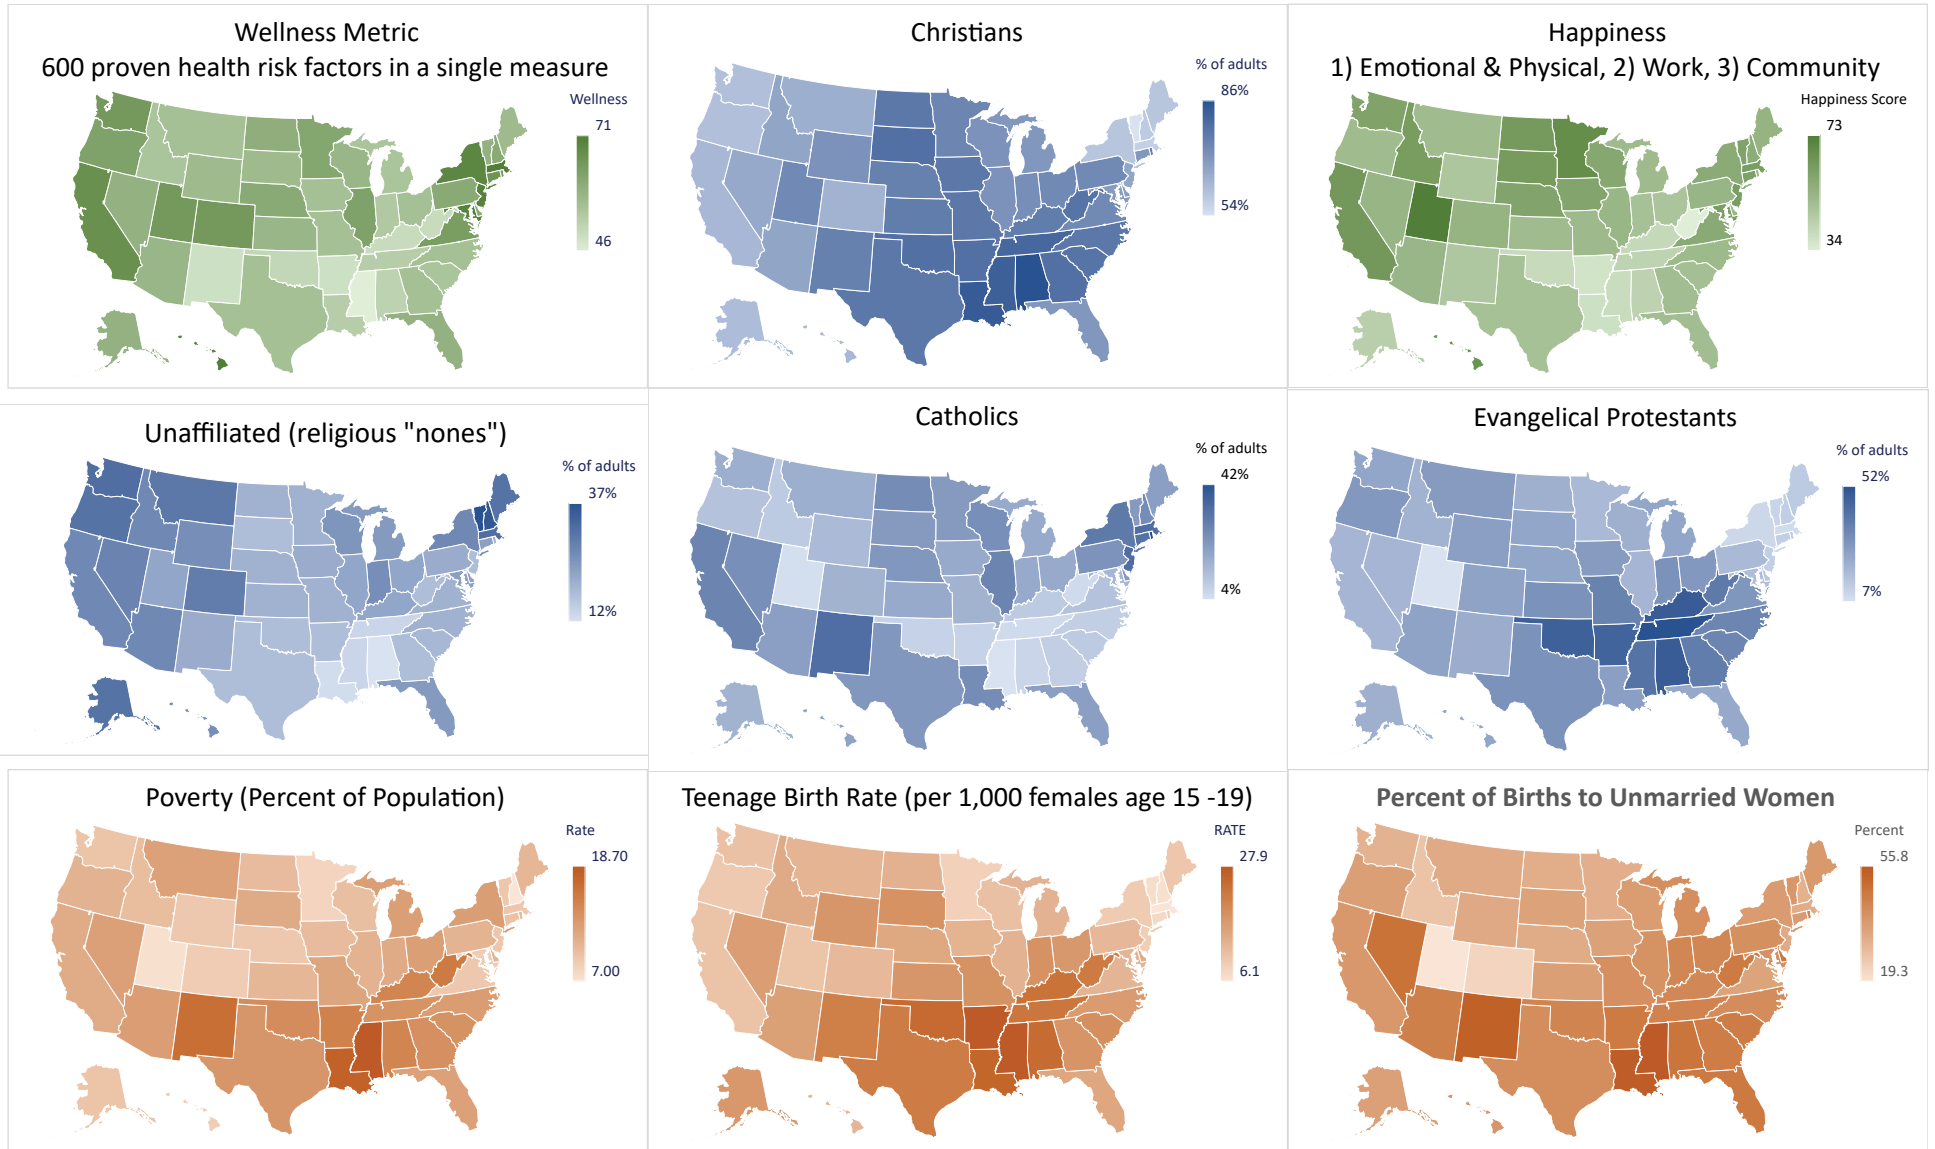 Wellness Metric
600 proven health risk factors in a single measure
Wellness
71
46
Christians
% of adults
86%
54%
Happiness
1) Emotional & Physical, 2) Work, 3) Community
Happiness Score
73
34
Unaffiliated (religious "nones")
% of adults
37%
12%
Catholics
% of adults
42%
4%
Evangelical Protestants
% of adults
52%
7%
Poverty (Percent of Population)
Rate
18.70
7.00
Teenage Birth Rate (per 1,000 females age 15 -19)
RATE
27.9
6.1
Percent of Births to Unmarried Women
Percent
55.8
19.3